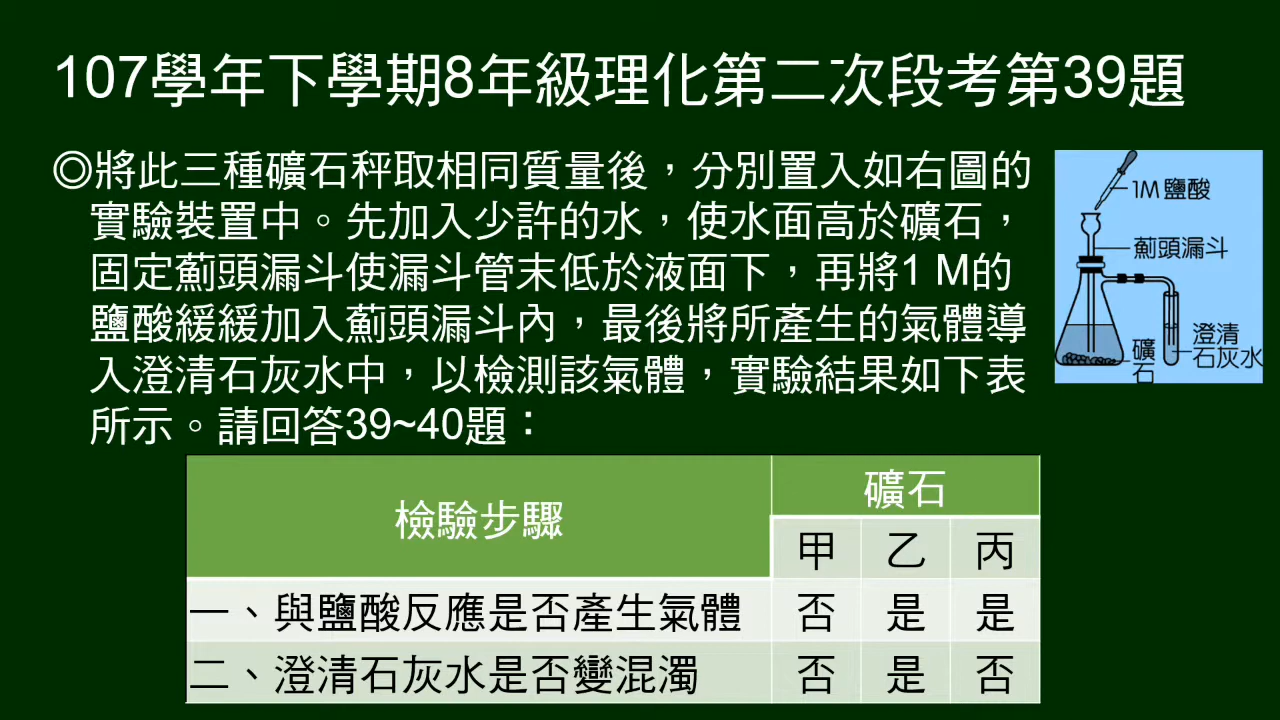 107學年下學期8年級理化第二次段考第39題
◎將此三種礦石秤取相同質量後，分別置入如右圖的
實驗裝置中。先加入少許的水，使水面高於礦石，
固定薊頭漏斗使漏斗管末低於液面下，再將1 M的
鹽酸緩緩加入薊頭漏斗內，最後將所產生的氣體導
入澄清石灰水中，以檢測該氣體，實驗結果如下表
所示。請回答39~40題：
1M 鹽酸
薊頭漏斗
澄清
石灰水
礦
石
檢驗步驟
礦石
甲 乙 丙
一、與鹽酸反應是否產生氣體 否 是 是
二、澄清石灰水是否變混濁 否 是 否